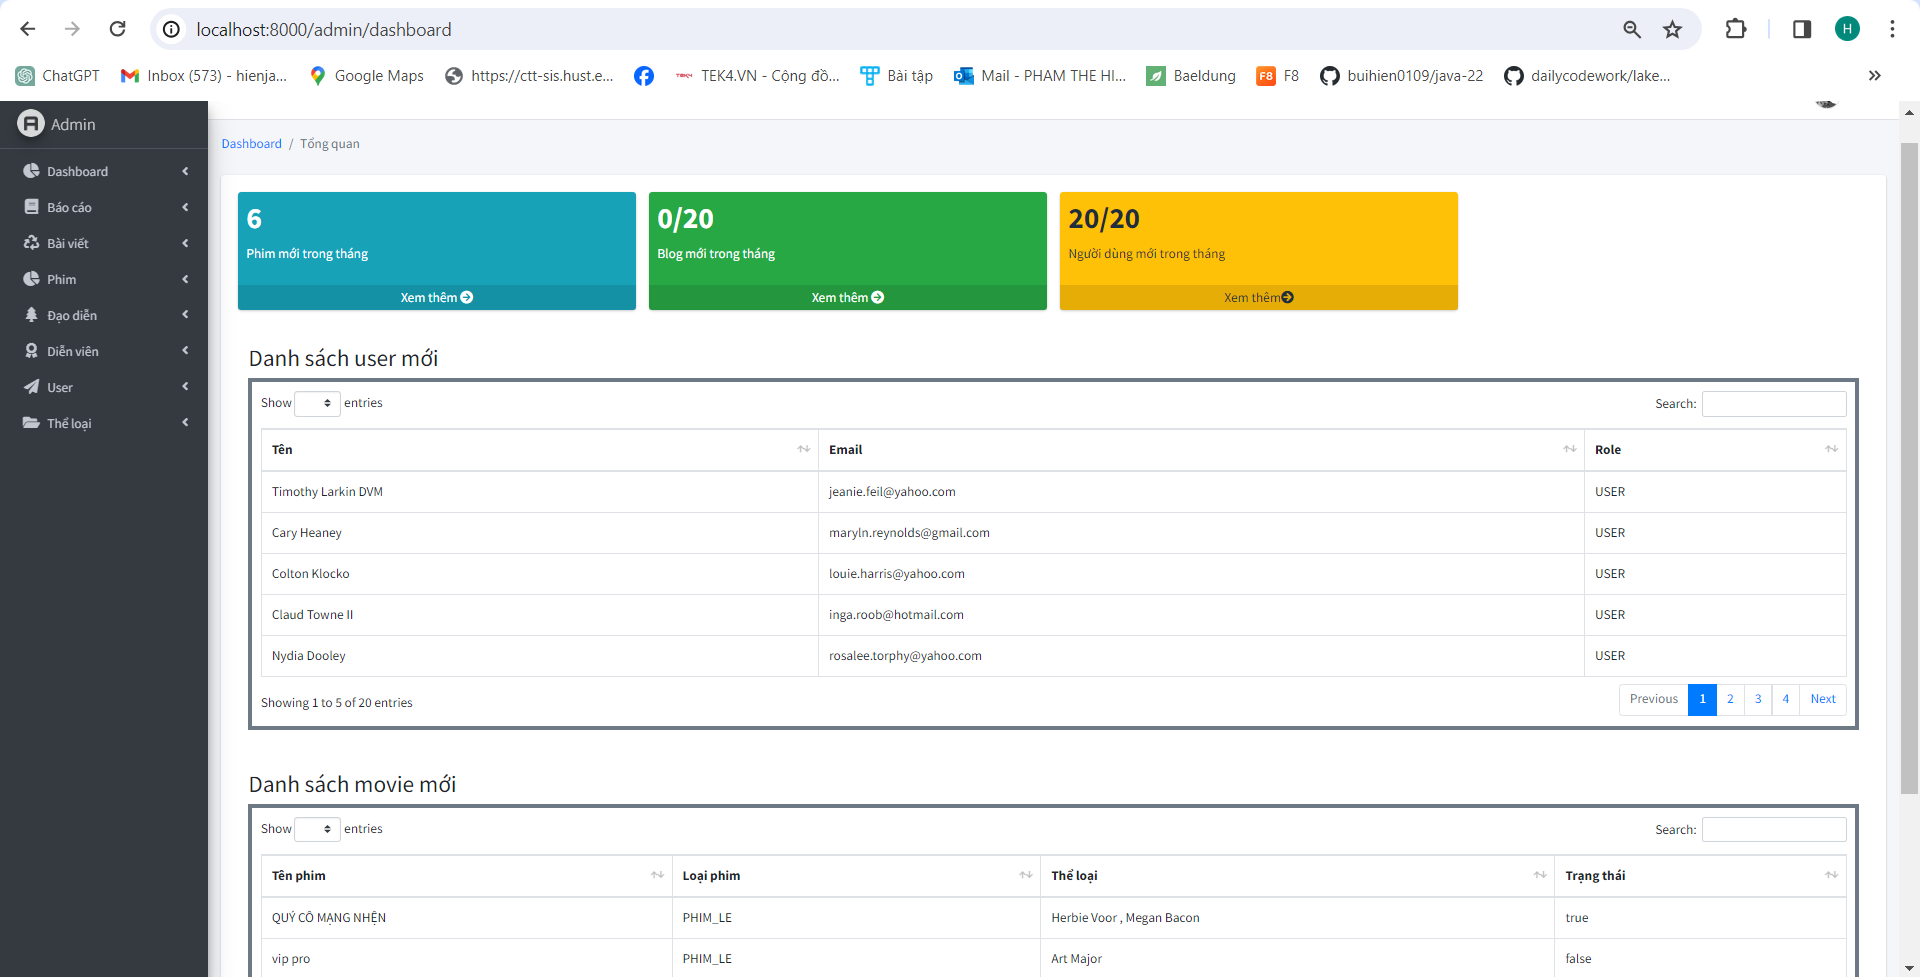 localhost:8000/admin/dashboard
H
ChatGPT
Inbox (573) - hienja...
Google Maps
https://ctt-sis.hust.e...
TEK4.VN - Cộng đồ...
Bài tập
Mail - PHAM THE HI...
Baeldung
F8 F8
buihien0109/java-22
dailycodework/lake...
Admin
Dashboard
Báo cáo
Bài viết
Phim
Đạo diễn
Diễn viên
User
Thể loại
Dashboard / Tổng quan
6
Phim mới trong tháng
Xem thêm
0/20
Blog mới trong tháng
Xem thêm
20/20
Người dùng mới trong tháng
Xem thêm
Danh sách user mới
Show entries
Search:
Tên Email Role
Timothy Larkin DVM jeanie.feil@yahoo.com USER
Cary Heaney maryln.reynolds@gmail.com USER
Colton Klocko louie.harris@yahoo.com USER
Claud Towne II inga.roob@hotmail.com USER
Nydia Dooley rosalee.torphy@yahoo.com USER
Showing 1 to 5 of 20 entries
Previous 1 2 3 4 Next
Danh sách movie mới
Show entries
Search:
Tên phim Loại phim Thể loại Trạng thái
QUÝ CÔ MẠNG NHỆN PHIM_LE Herbie Voor , Megan Bacon true
vip pro PHIM_LE Art Major false